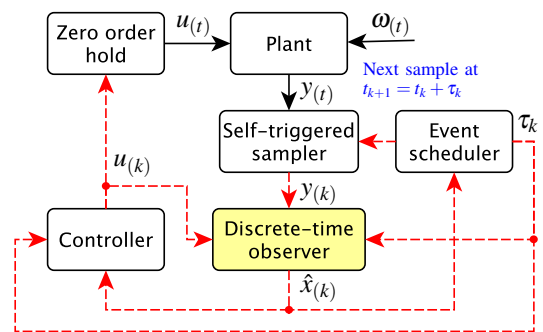 u₍t₎
ω₍t₎
Zero order
hold
Plant
Next sample at
tₖ₊₁ = tₖ + τₖ
y₍t₎
Self-triggered
sampler
Event
scheduler
τₖ
u₍k₎
y₍k₎
Controller
Discrete-time
observer
x̂₍k₎